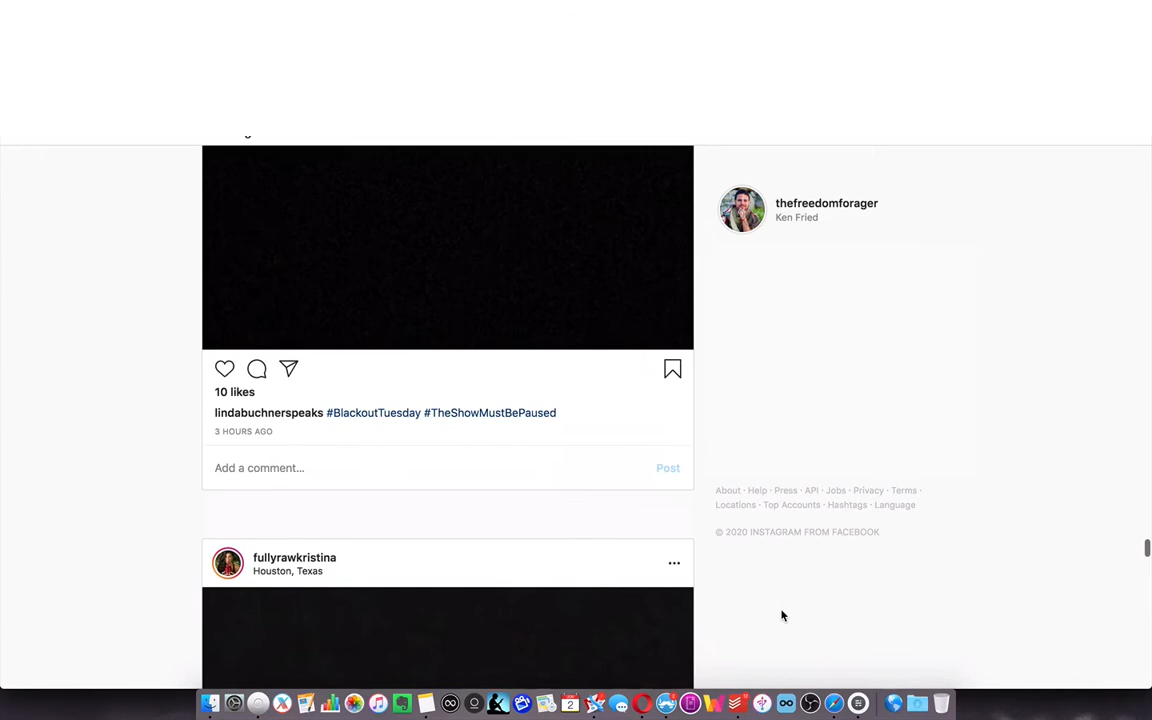 thefreedomforager
Ken Fried
10 likes
lindabuchnerspeaks #BlackoutTuesday #TheShowMustBePaused
3 HOURS AGO
Add a comment... Post
About · Help · Press · API · Jobs · Privacy · Terms ·
Locations · Top Accounts · Hashtags · Language
© 2020 INSTAGRAM FROM FACEBOOK
fullyrawkristina
Houston, Texas
2